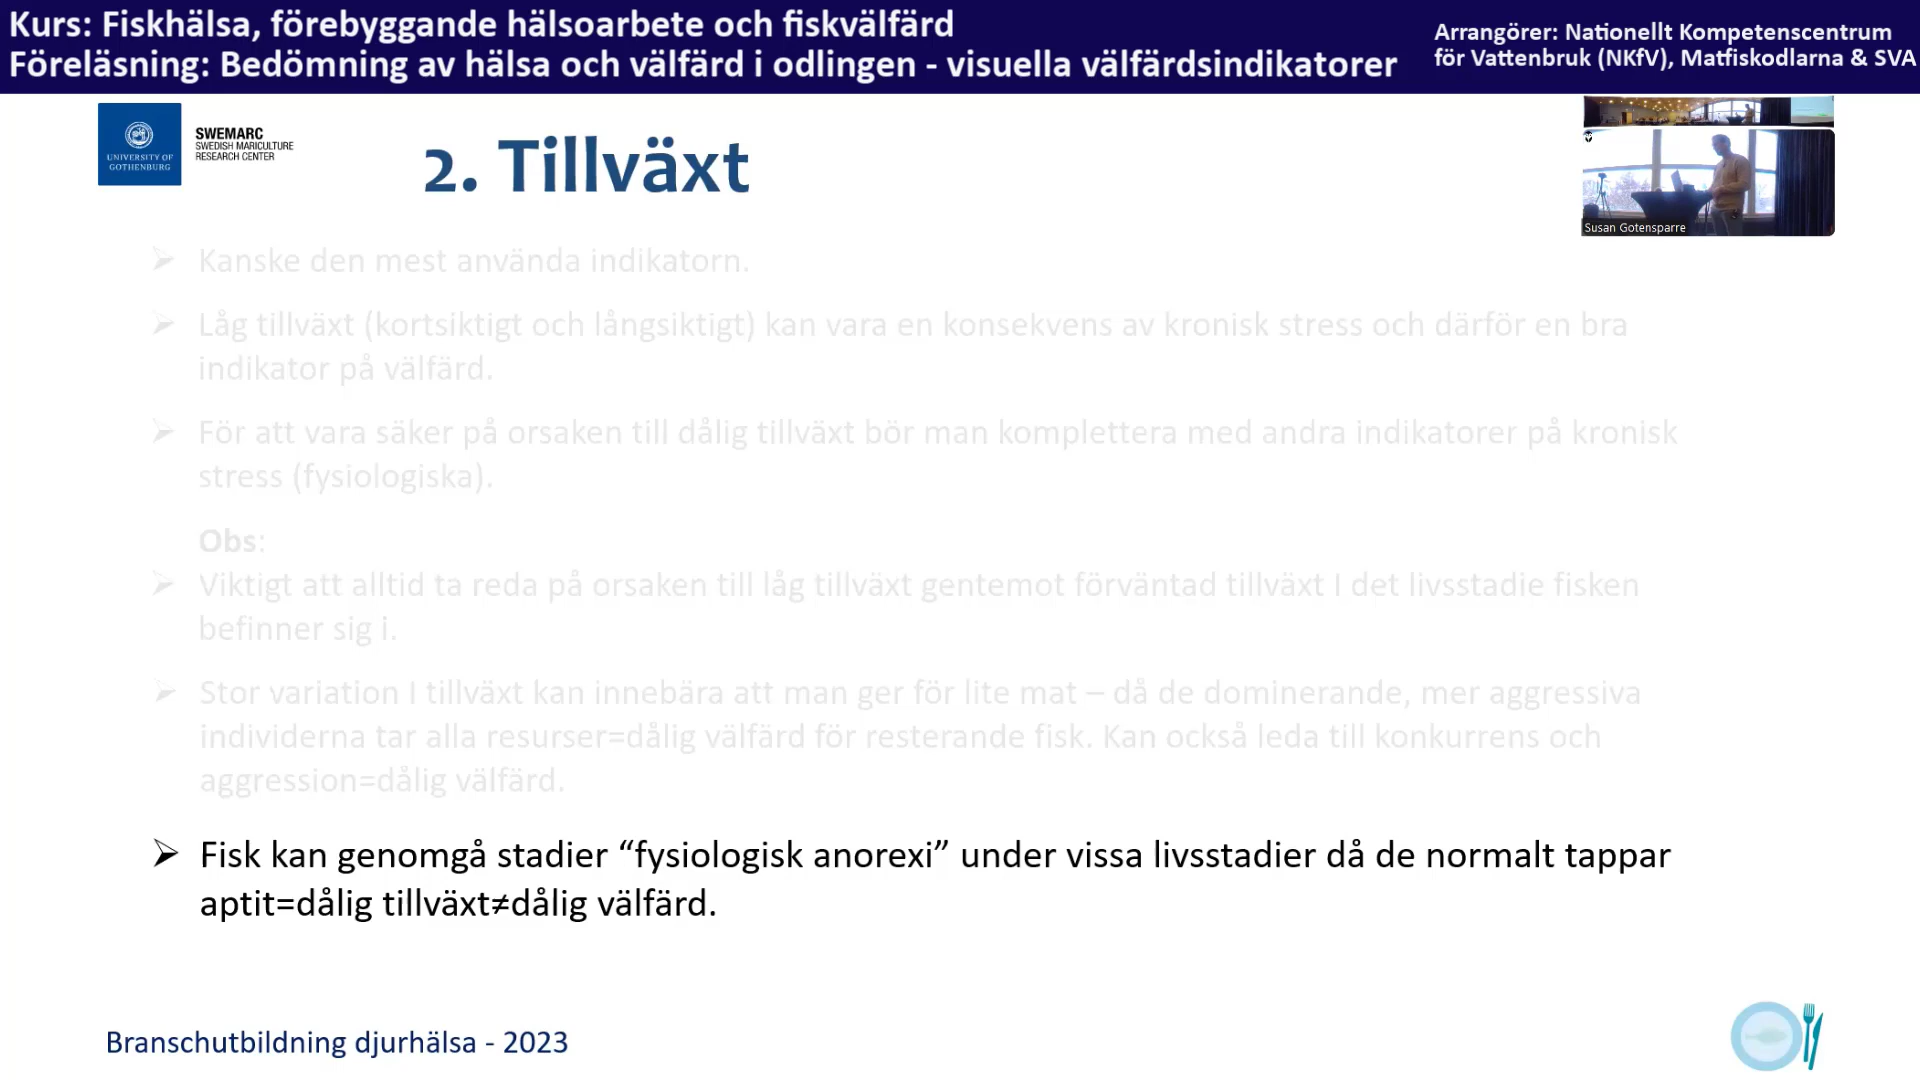 Kurs: Fiskhälsa, förebyggande hälsoarbete och fiskvälfärd
Föreläsning: Bedömning av hälsa och välfärd i odlingen - visuella välfärdsindikatorer
Arrangörer: Nationellt Kompetenscentrum
för Vattenbruk (NKfV), Matfiskodlarna & SVA
UNIVERSITY OF
GOTHENBURG
SWEMARC
SWEDISH MARICULTURE
RESEARCH CENTER
2. Tillväxt
Susan Gotensparre
➢ Kanske den mest använda indikatorn.
➢ Låg tillväxt (kortsiktigt och långsiktigt) kan vara en konsekvens av kronisk stress och därför en bra
indikator på välfärd.
➢ För att vara säker på orsaken till dålig tillväxt bör man komplettera med andra indikatorer på kronisk
stress (fysiologiska).
Obs:
➢ Viktigt att alltid ta reda på orsaken till låg tillväxt gentemot förväntad tillväxt I det livsstadie fisken
befinner sig i.
➢ Stor variation I tillväxt kan innebära att man ger för lite mat – då de dominerande, mer aggressiva
individerna tar alla resurser=dålig välfärd för resterande fisk. Kan också leda till konkurrens och
aggression=dålig välfärd.
➢ Fisk kan genomgå stadier “fysiologisk anorexi” under vissa livsstadier då de normalt tappar
aptit=dålig tillväxt≠dålig välfärd.
Branschutbildning djurhälsa - 2023